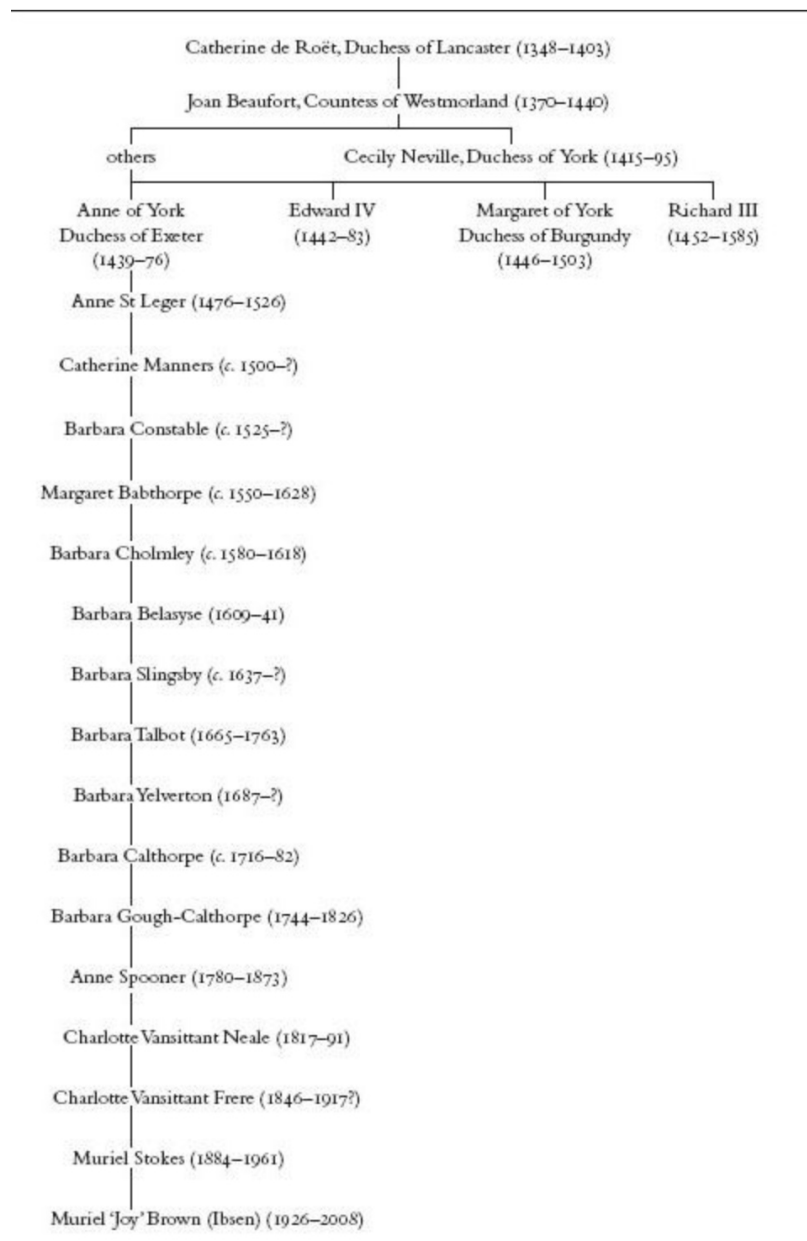 Catherine de Roët, Duchess of Lancaster (1348–1403)
Joan Beaufort, Countess of Westmorland (1370–1440)
others
Cecily Neville, Duchess of York (1415–95)
Anne of York
Duchess of Exeter
(1439–76)
Edward IV
(1442–83)
Margaret of York
Duchess of Burgundy
(1446–1503)
Richard III
(1452–1585)
Anne St Leger (1476–1526)
Catherine Manners (c. 1500–?)
Barbara Constable (c. 1525–?)
Margaret Babthorpe (c. 1550–1628)
Barbara Cholmley (c. 1580–1618)
Barbara Belasyse (1609–41)
Barbara Slingsby (c. 1637–?)
Barbara Talbot (1665–1763)
Barbara Yelverton (1687–?)
Barbara Calthorpe (c. 1716–82)
Barbara Gough-Calthorpe (1744–1826)
Anne Spooner (1780–1873)
Charlotte Vansittant Neale (1817–91)
Charlotte Vansittant Frere (1846–1917?)
Muriel Stokes (1884–1961)
Muriel ‘Joy’ Brown (Ibsen) (1926–2008)